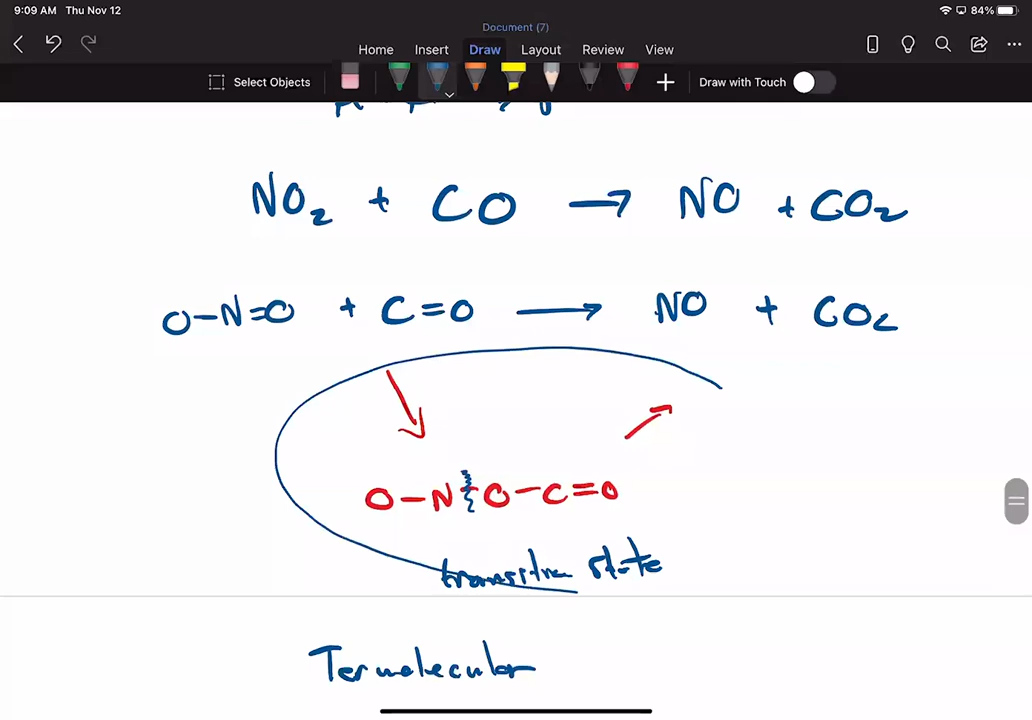 9:09 AM Thu Nov 12 84%
Document (7)
Home Insert Draw Layout Review View
Select Objects Draw with Touch
NO₂ + CO → NO + CO₂
O-N=O + C=O → NO + CO₂
O-N-O-C=O
transition state
Termolecular